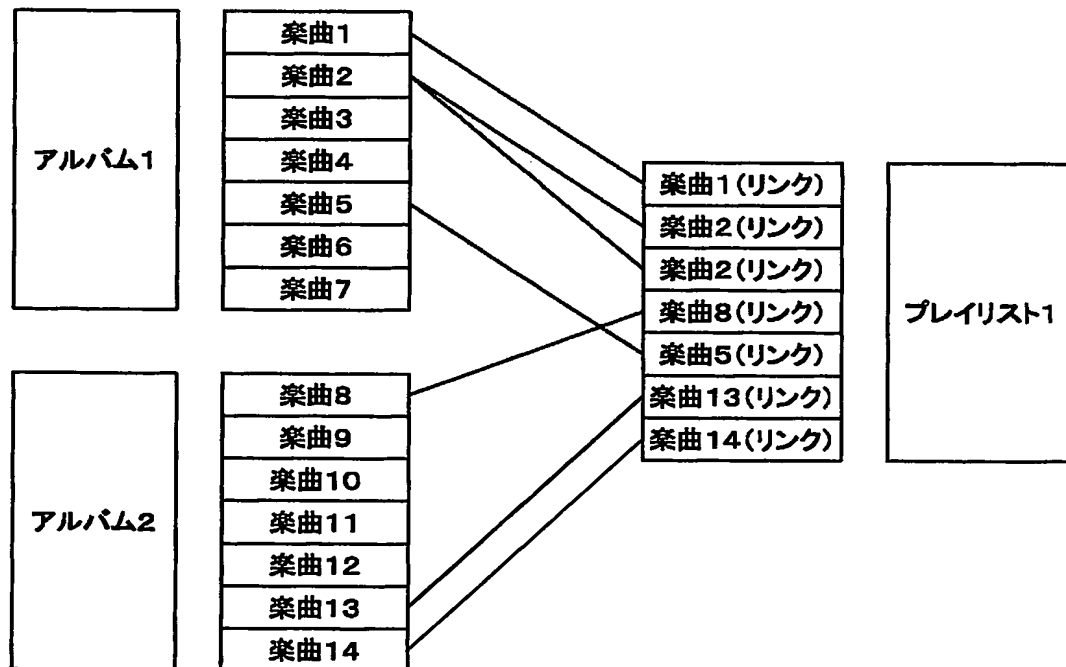 アルバム1
楽曲1
楽曲2
楽曲3
楽曲4
楽曲5
楽曲6
楽曲7
アルバム2
楽曲8
楽曲9
楽曲10
楽曲11
楽曲12
楽曲13
楽曲14
楽曲1(リンク)
楽曲2(リンク)
楽曲2(リンク)
楽曲8(リンク)
楽曲5(リンク)
楽曲13(リンク)
楽曲14(リンク)
プレイリスト1